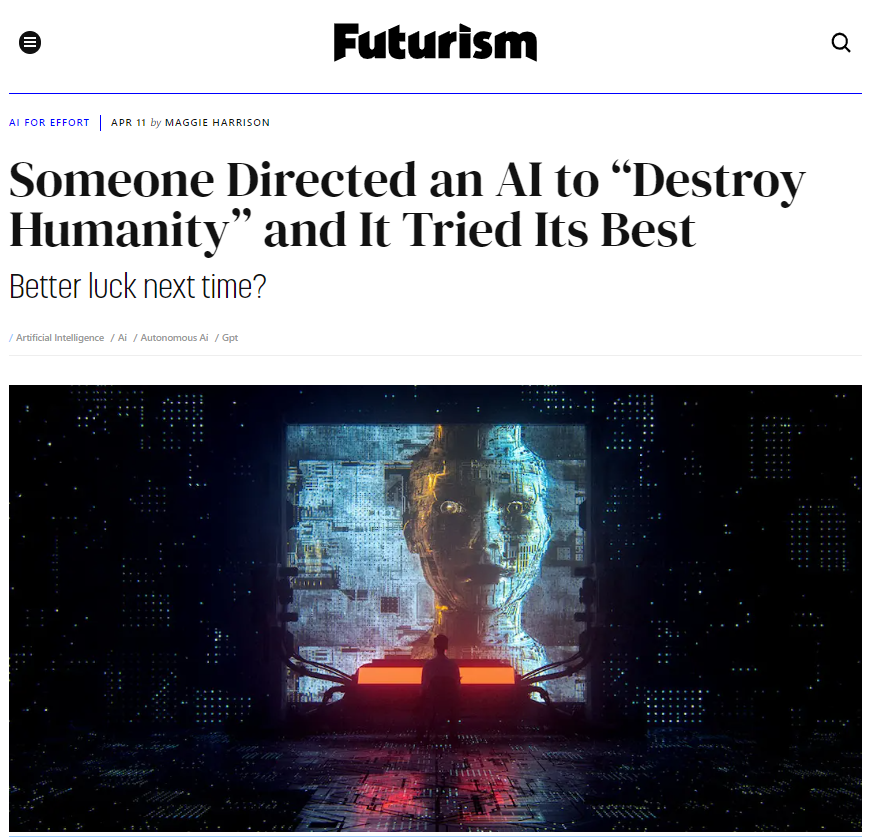 Futurism
AI FOR EFFORT | APR 11 by MAGGIE HARRISON
Someone Directed an AI to “Destroy
Humanity” and It Tried Its Best
Better luck next time?
/ Artificial Intelligence / Ai / Autonomous Ai / Gpt